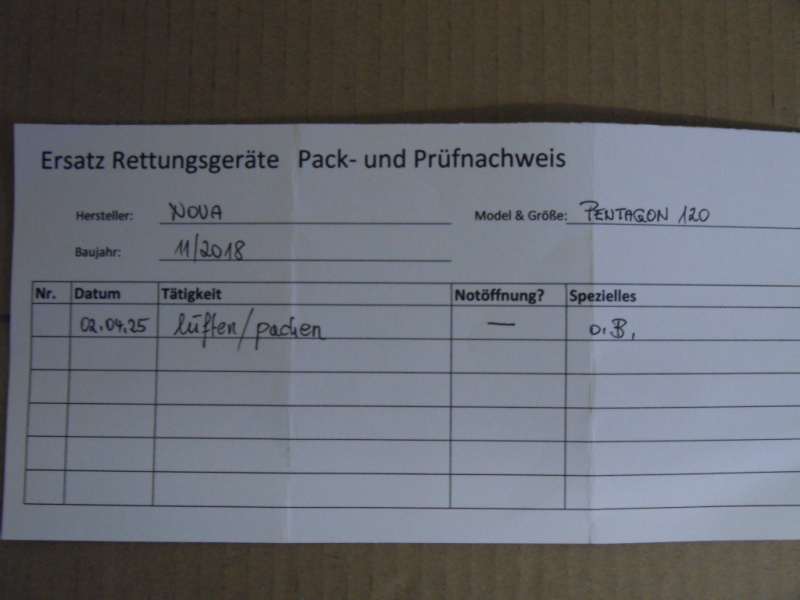 Ersatz Rettungsgeräte Pack- und Prüfnachweis
Hersteller: NOVA Model & Größe: PENTAGON 120
Baujahr: 11/2018
Nr. Datum Tätigkeit Notöffnung? Spezielles
02.04.25 lüften/packen — o.B.